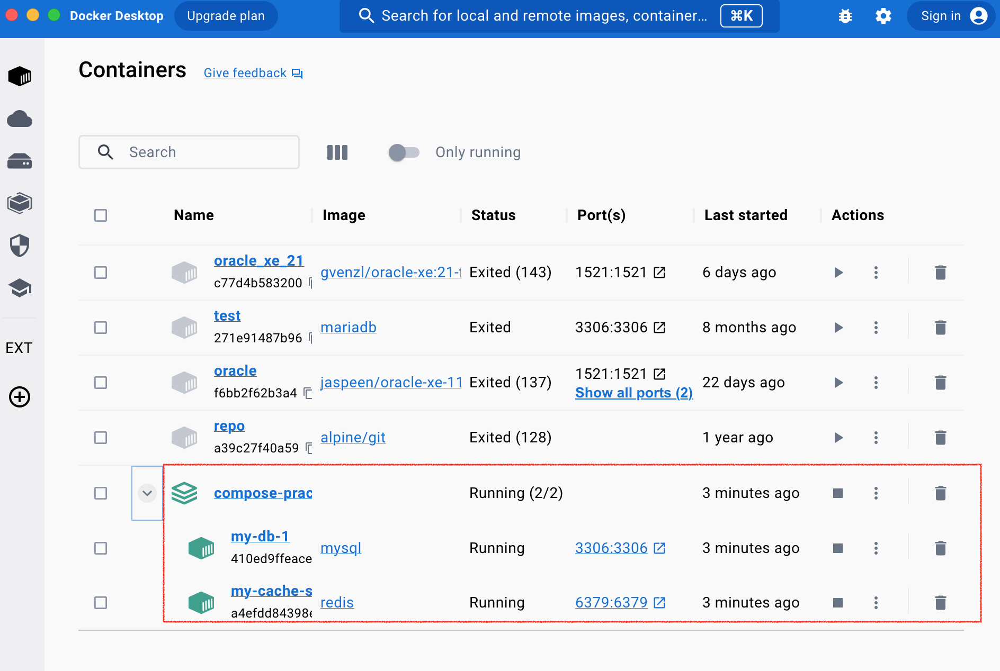 Docker Desktop
Upgrade plan
Search for local and remote images, container...
⌘K
Sign in
Containers
Give feedback
Search
Only running
EXT
Name Image Status Port(s) Last started Actions
oracle_xe_21
c77d4b583200
gvenzl/oracle-xe:21-
Exited (143)
1521:1521
6 days ago
test
271e91487b96
mariadb
Exited
3306:3306
8 months ago
oracle
f6bb2f62b3a4
jaspeen/oracle-xe-11
Exited (137)
1521:1521
Show all ports (2)
22 days ago
repo
a39c27f40a59
alpine/git
Exited (128)
1 year ago
compose-prac
Running (2/2)
3 minutes ago
my-db-1
410ed9ffeace
mysql
Running
3306:3306
3 minutes ago
my-cache-s
a4efdd84398e
redis
Running
6379:6379
3 minutes ago